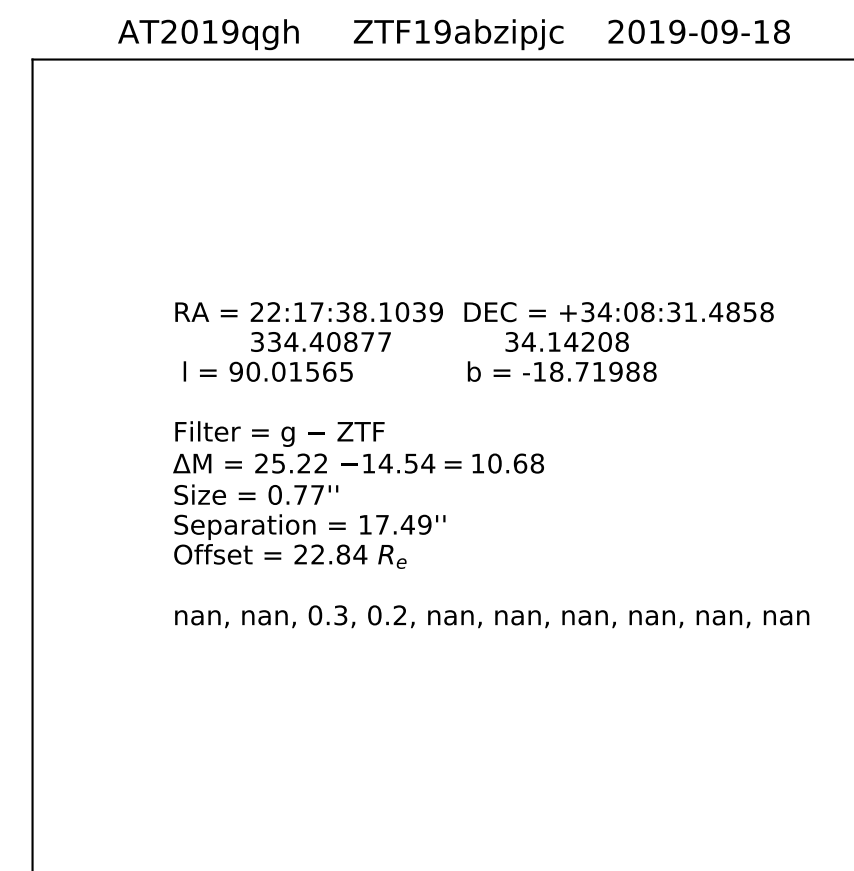 AT2019qgh ZTF19abzipjc 2019-09-18
RA = 22:17:38.1039 DEC = +34:08:31.4858
334.40877 34.14208
l = 90.01565 b = -18.71988
Filter = g − ZTF
ΔM = 25.22 −14.54 = 10.68
Size = 0.77''
Separation = 17.49''
Offset = 22.84 Re
nan, nan, 0.3, 0.2, nan, nan, nan, nan, nan, nan